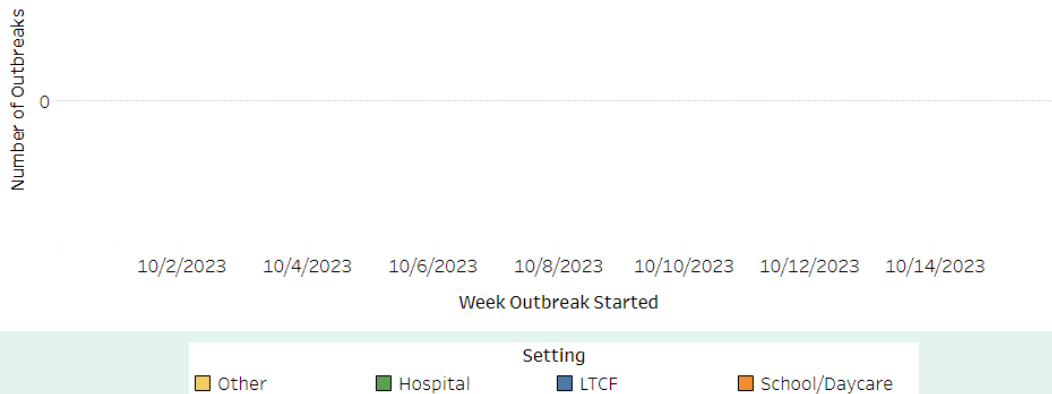 Number of Outbreaks
0
10/2/2023 10/4/2023 10/6/2023 10/8/2023 10/10/2023 10/12/2023 10/14/2023
Week Outbreak Started
Setting
Other Hospital LTCF School/Daycare